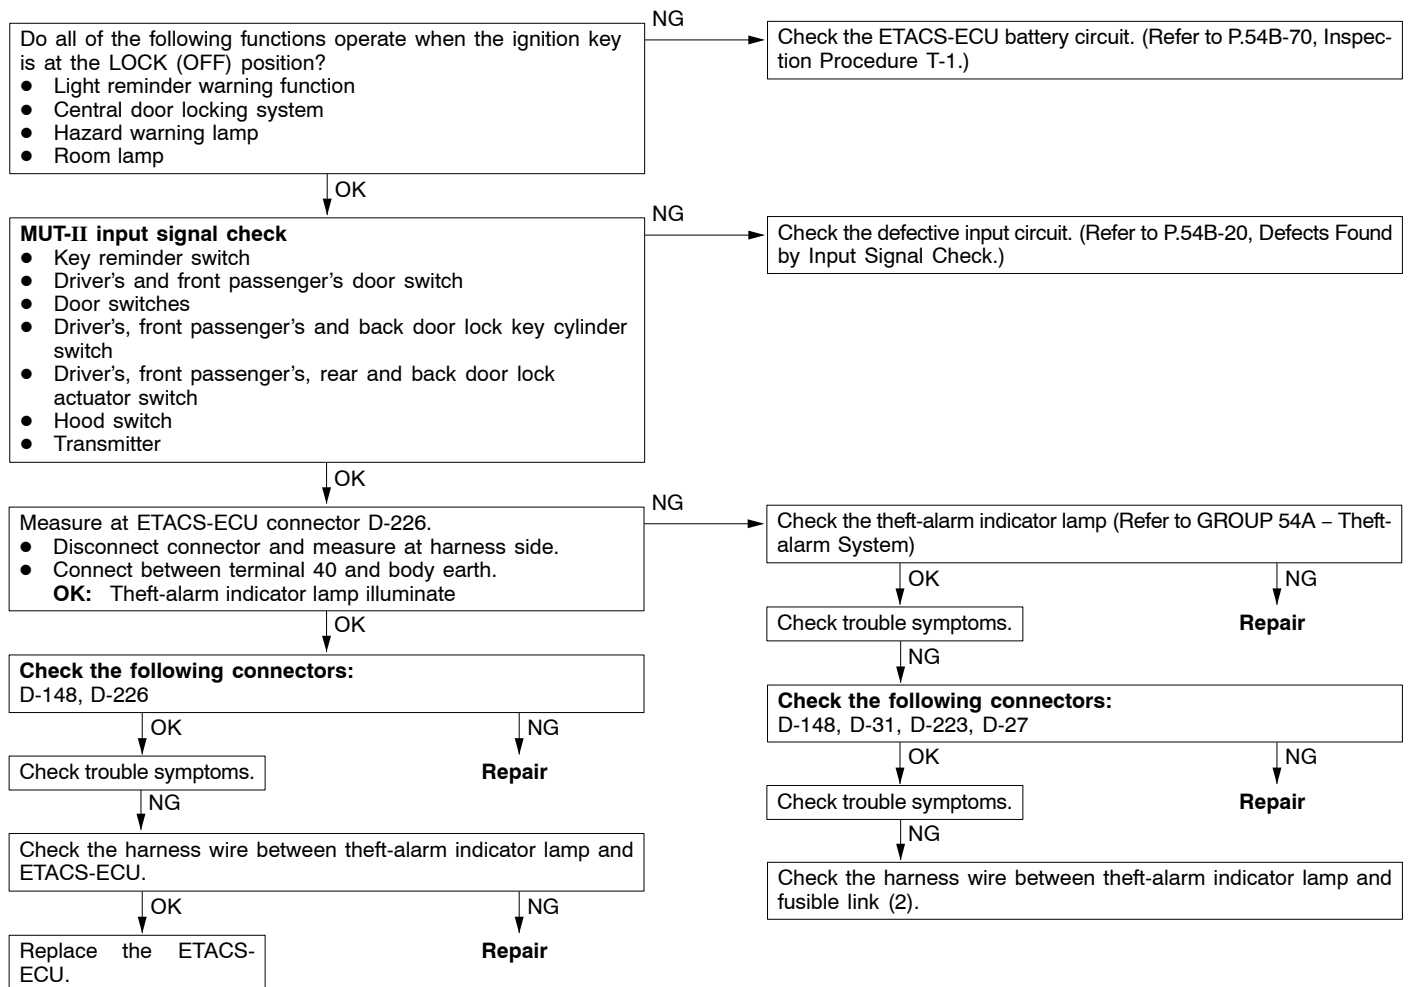 Do all of the following functions operate when the ignition key
is at the LOCK (OFF) position?
● Light reminder warning function
● Central door locking system
● Hazard warning lamp
● Room lamp
NG
Check the ETACS-ECU battery circuit. (Refer to P.54B-70, Inspec-
tion Procedure T-1.)
OK
MUT-II input signal check
● Key reminder switch
● Driver's and front passenger's door switch
● Door switches
● Driver's, front passenger's and back door lock key cylinder
switch
● Driver's, front passenger's, rear and back door lock
actuator switch
● Hood switch
● Transmitter
NG
Check the defective input circuit. (Refer to P.54B-20, Defects Found
by Input Signal Check.)
OK
Measure at ETACS-ECU connector D-226.
● Disconnect connector and measure at harness side.
● Connect between terminal 40 and body earth.
OK: Theft-alarm indicator lamp illuminate
NG
Check the theft-alarm indicator lamp (Refer to GROUP 54A – Theft-
alarm System)
OK
NG
Check trouble symptoms.
Repair
NG
Check the following connectors:
D-148, D-31, D-223, D-27
OK
NG
Check trouble symptoms.
Repair
NG
Check the harness wire between theft-alarm indicator lamp and
fusible link (2).
OK
Check the following connectors:
D-148, D-226
OK
NG
Check trouble symptoms.
Repair
NG
Check the harness wire between theft-alarm indicator lamp and
ETACS-ECU.
OK
NG
Replace the ETACS-
ECU.
Repair